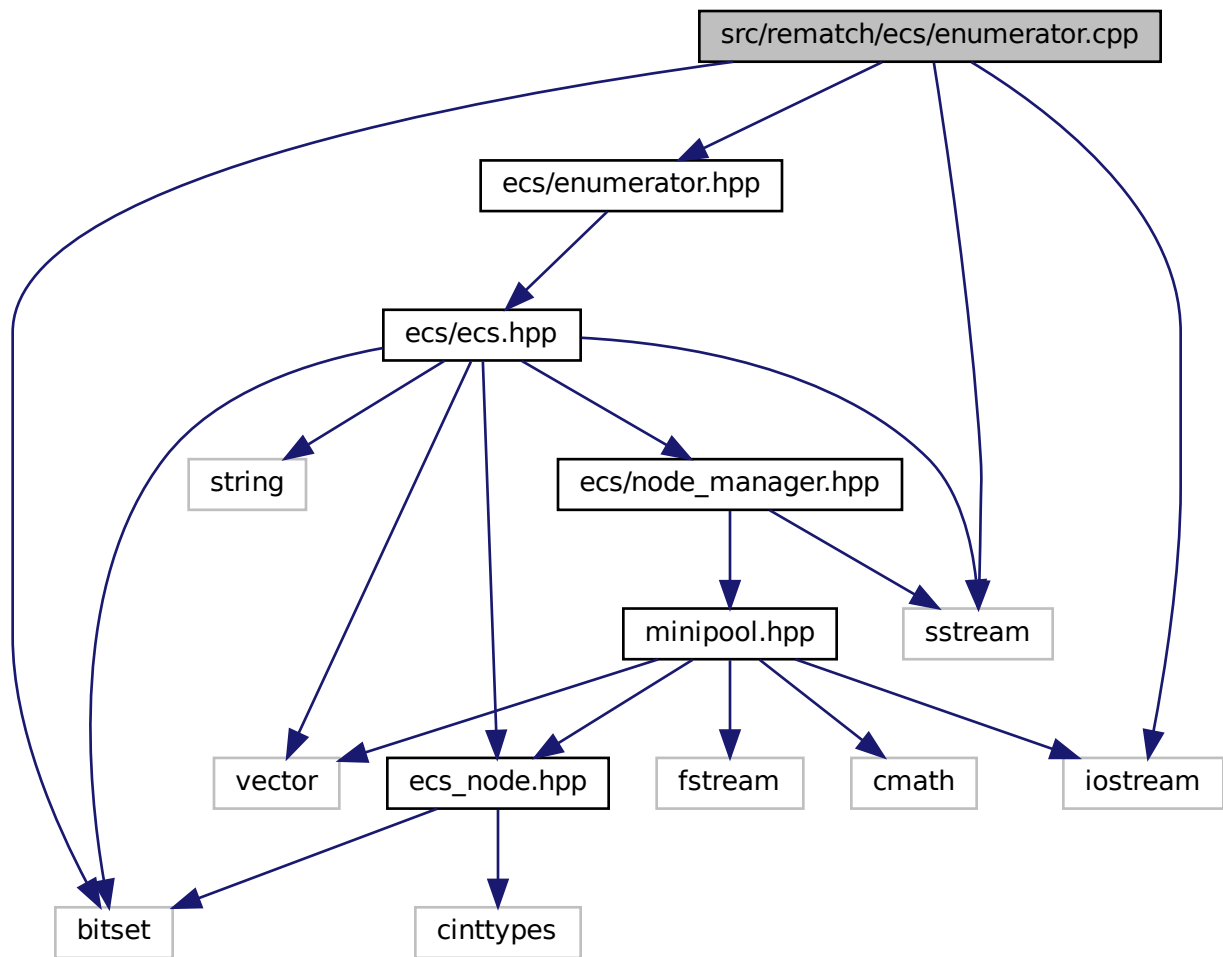 src/rematch/ecs/enumerator.cpp
ecs/enumerator.hpp
ecs/ecs.hpp
string
ecs/node_manager.hpp
minipool.hpp
sstream
vector
ecs_node.hpp
fstream
cmath
iostream
bitset
cinttypes